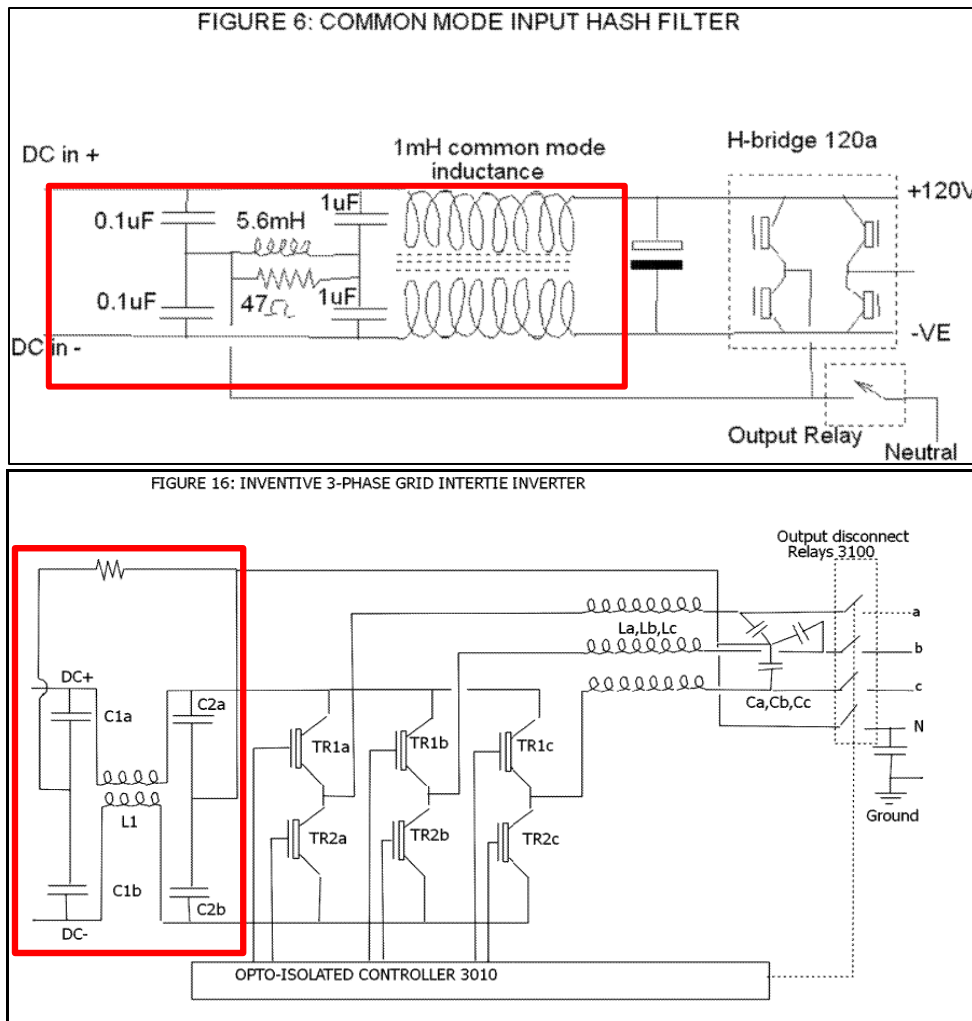 FIGURE 6: COMMON MODE INPUT HASH FILTER
DC in +
1mH common mode
inductance
H-bridge 120a
+120V
0.1uF
5.6mH
1uF
0.1uF
47Ω
1uF
DC in -
-VE
Output Relay
Neutral
FIGURE 16: INVENTIVE 3-PHASE GRID INTERTIE INVERTER
Output disconnect
Relays 3100
a
La,Lb,Lc
b
DC+
C1a
C2a
c
Ca,Cb,Cc
N
TR1a
TR1b
TR1c
L1
Ground
TR2a
TR2b
TR2c
C1b
C2b
DC-
OPTO-ISOLATED CONTROLLER 3010